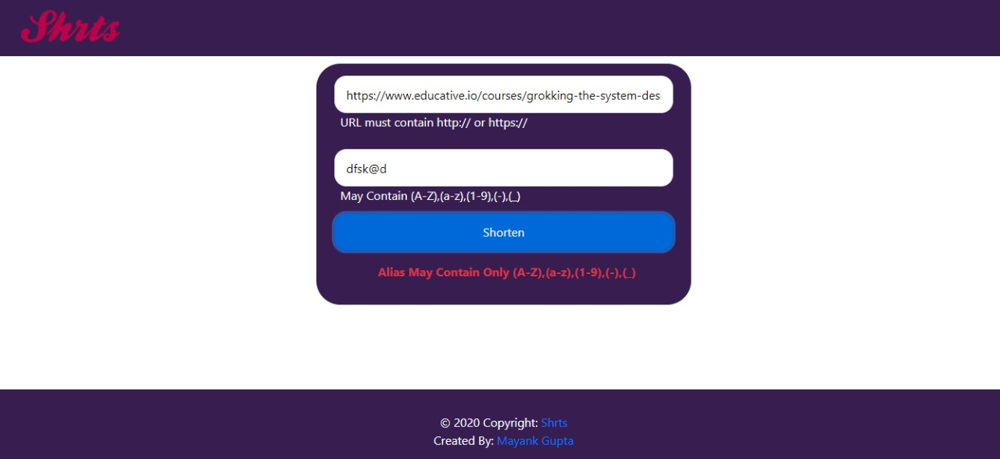 Shrts
https://www.educative.io/courses/grokking-the-system-des
URL must contain http:// or https://
dfsk@d
May Contain (A-Z),(a-z),(1-9),(-),(_)
Shorten
Alias May Contain Only (A-Z),(a-z),(1-9),(-),(_)
© 2020 Copyright: Shrts
Created By: Mayank Gupta